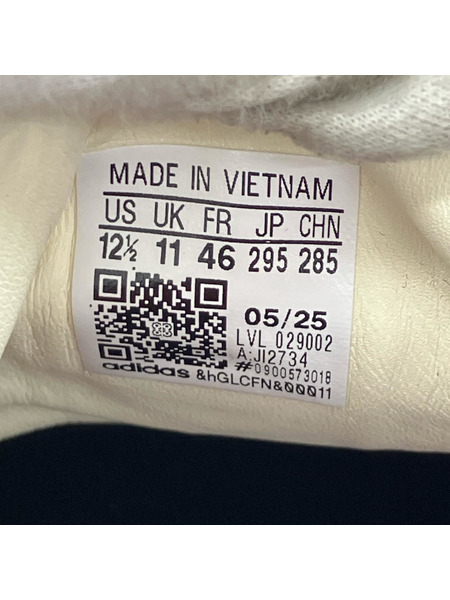 MADE IN VIETNAM
US UK FR JP CHN
12½ 11 46 295 285
05/25
LVL 029002
A:JI2734
#0900573018
adidas &hGLCFN&00011